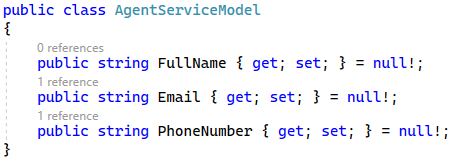 public class AgentServiceModel
{
0 references
public string FullName { get; set; } = null!;
1 reference
public string Email { get; set; } = null!;
1 reference
public string PhoneNumber { get; set; } = null!;
}